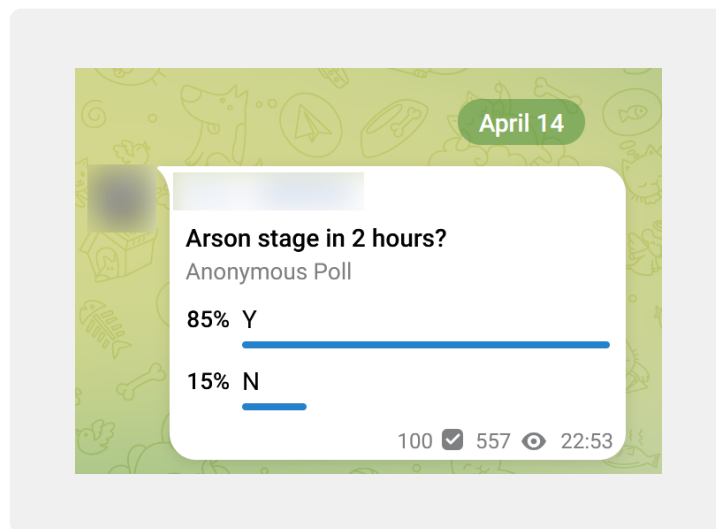 April 14
Arson stage in 2 hours?
Anonymous Poll
85% Y
15% N
100 557 22:53